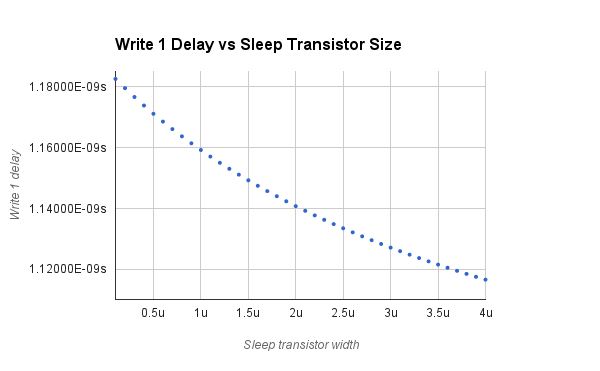 Write 1 Delay vs Sleep Transistor Size
1.18000E-09s
1.16000E-09s
1.14000E-09s
1.12000E-09s
Write 1 delay
0.5u 1u 1.5u 2u 2.5u 3u 3.5u 4u
Sleep transistor width